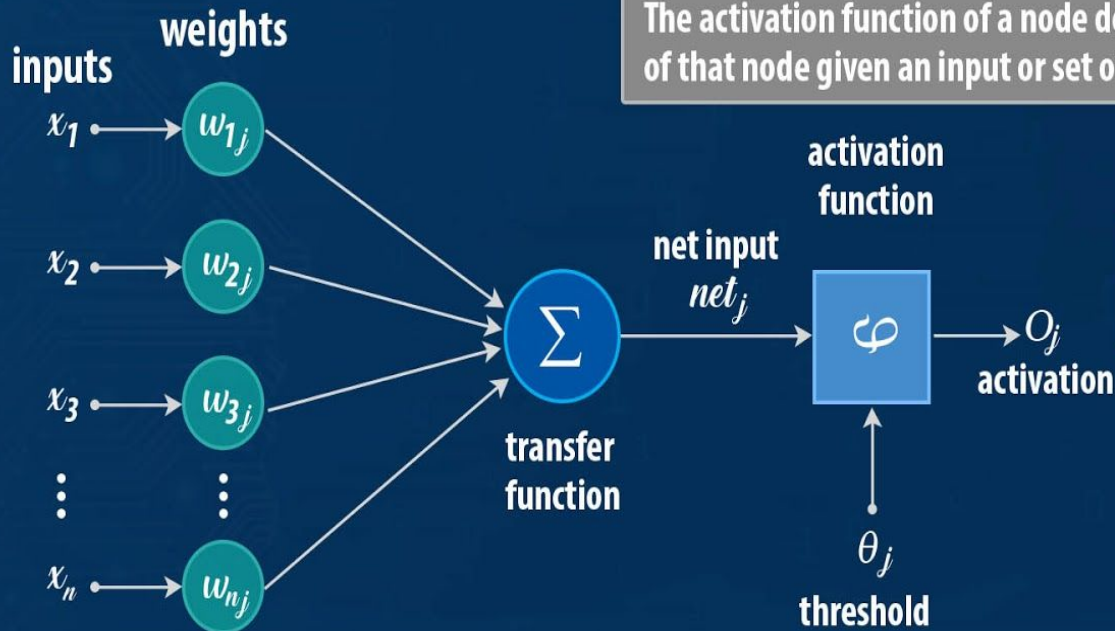 The activation function of a node de
of that node given an input or set o
weights
inputs
x1
w1j
x2
w2j
x3
w3j
⋮
⋮
xn
wnj
Σ
transfer
function
net input
netj
activation
function
φ
Oj
activation
θj
threshold